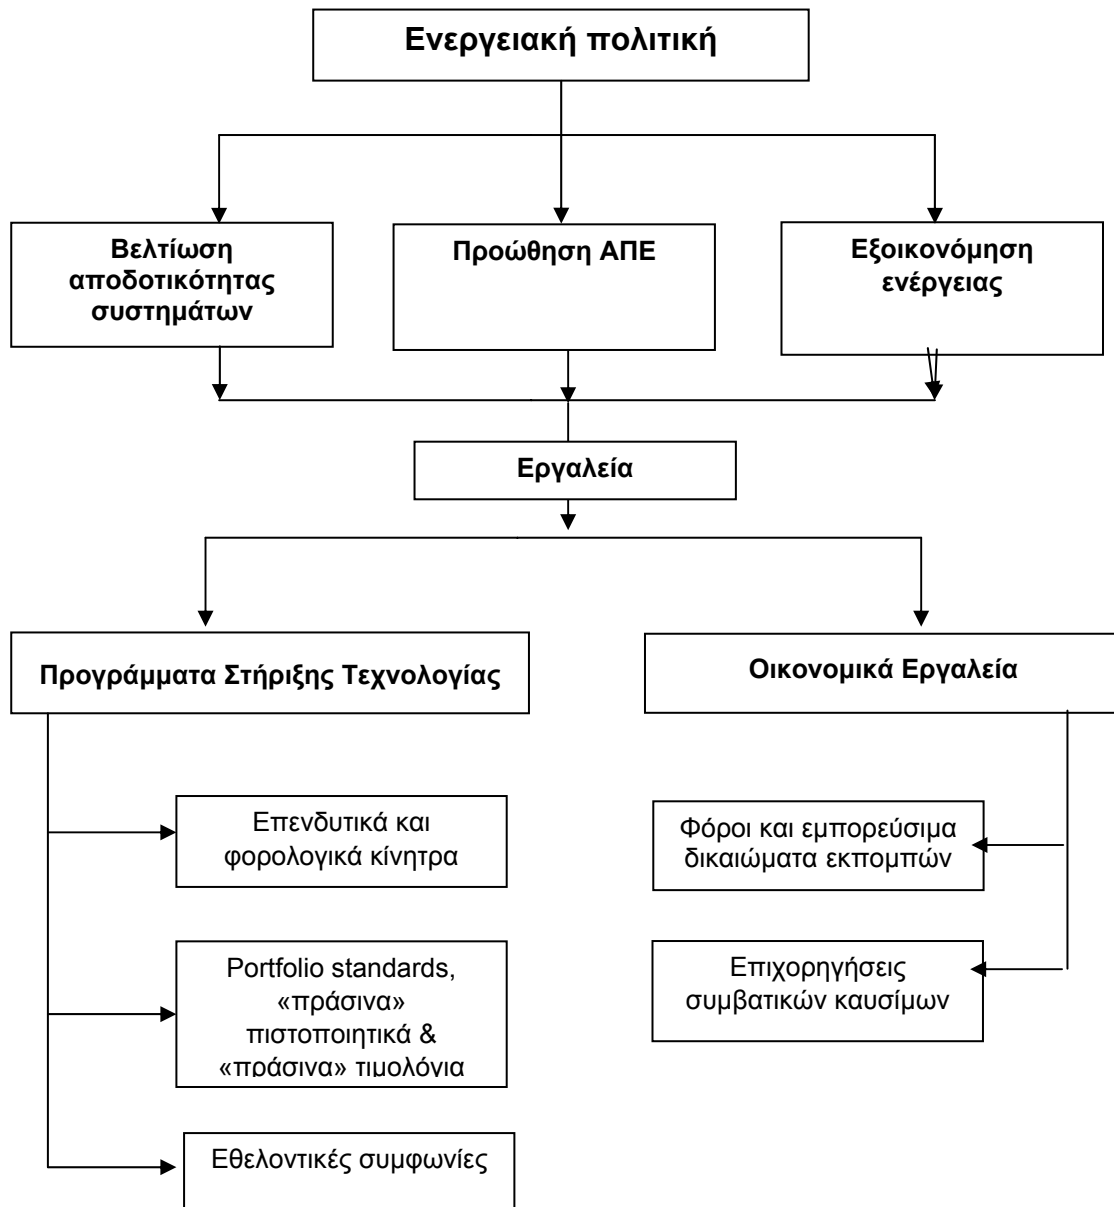 Ενεργειακή πολιτική
Βελτίωση
αποδοτικότητας
συστημάτων
Προώθηση ΑΠΕ
Εξοικονόμηση
ενέργειας
Εργαλεία
Προγράμματα Στήριξης Τεχνολογίας
Οικονομικά Εργαλεία
Επενδυτικά και
φορολογικά κίνητρα
Φόροι και εμπορεύσιμα
δικαιώματα εκπομπών
Portfolio standards,
«πράσινα»
πιστοποιητικά &
«πράσινα» τιμολόγια
Επιχορηγήσεις
συμβατικών καυσίμων
Εθελοντικές συμφωνίες